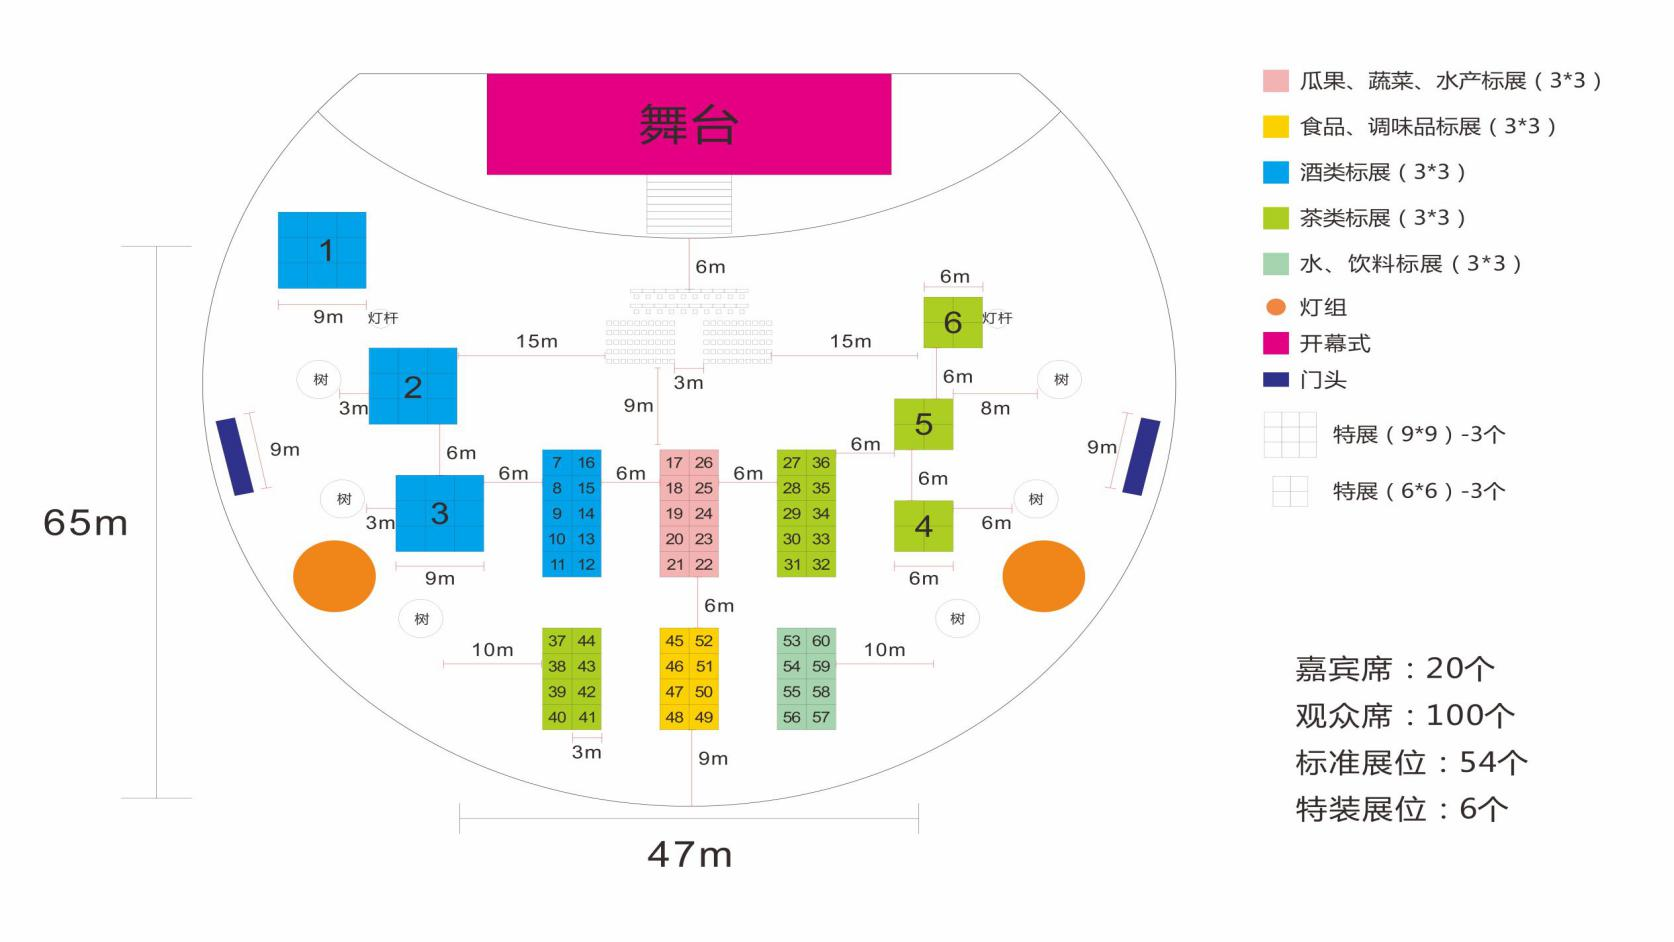 舞台
瓜果、蔬菜、水产标展（3*3）
食品、调味品标展（3*3）
酒类标展（3*3）
茶类标展（3*3）
水、饮料标展（3*3）
灯组
开幕式
门头
特展（9*9）-3个
特展（6*6）-3个
1
9m
灯杆
6m
6m
6
灯杆
15m
15m
3m
树
3m
2
9m
6m
5
8m
树
9m
6m
6m
6m
6m
6m
6m
9m
树
3m
3
9m
7 16
8 15
9 14
10 13
11 12
17 26
18 25
19 24
20 23
21 22
27 36
28 35
29 34
30 33
31 32
4
6m
6m
树
65m
树
6m
树
10m
37 44
38 43
39 42
40 41
3m
45 52
46 51
47 50
48 49
9m
53 60
54 59
55 58
56 57
10m
47m
嘉宾席：20个
观众席：100个
标准展位：54个
特装展位：6个